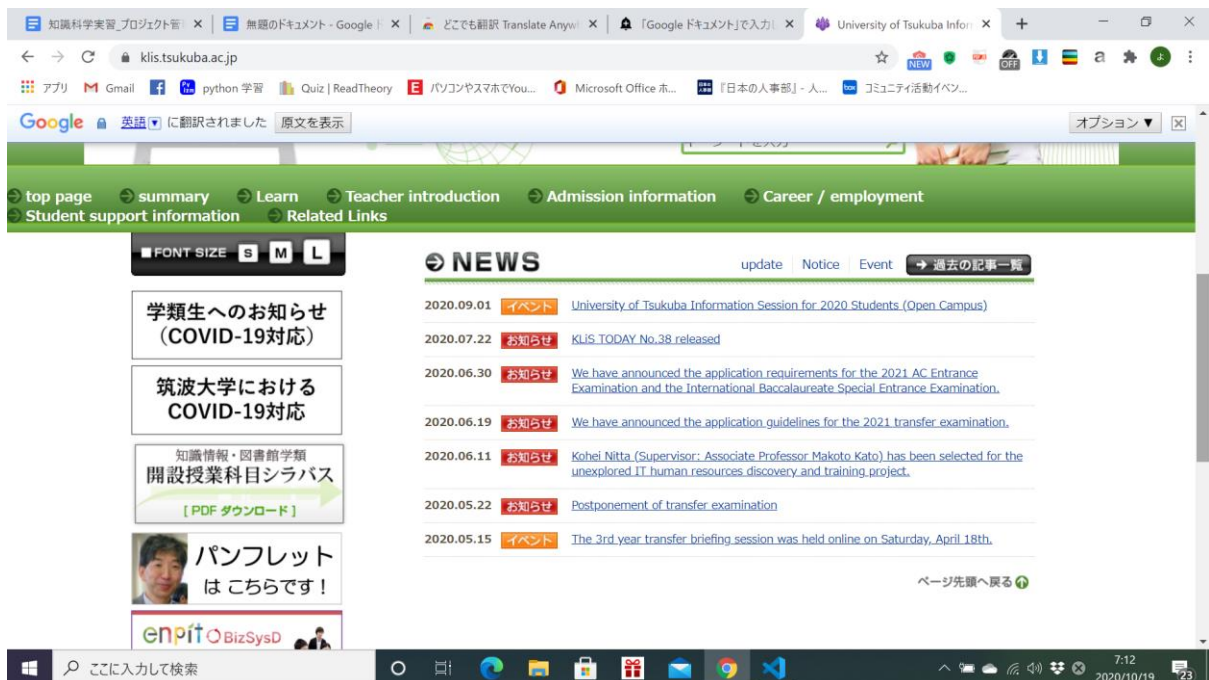 知識科学実習_プロジェクト管
無題のドキュメント - Google ド
どこでも翻訳 Translate Anyw
「Google ドキュメント」で入力し
University of Tsukuba Infor
klis.tsukuba.ac.jp
NEW
OFF
アプリ
Gmail
python 学習
Quiz | ReadTheory
パソコンやスマホでYou...
Microsoft Office ホ...
『日本の人事部』 - 人...
コミュニティ活動イベン...
Google 英語 に翻訳されました 原文を表示
オプション▼
top page summary Learn Teacher introduction Admission information Career / employment
Student support information Related Links
FONT SIZE S M L
学類生へのお知らせ
(COVID-19対応)
筑波大学における
COVID-19対応
知識情報・図書館学類
開設授業科目シラバス
[ PDF ダウンロード ]
パンフレット
は こちらです！
enpit BizSysD
NEWS
update Notice Event 過去の記事一覧
2020.09.01 イベント University of Tsukuba Information Session for 2020 Students (Open Campus)
2020.07.22 お知らせ KLiS TODAY No.38 released
2020.06.30 お知らせ We have announced the application requirements for the 2021 AC Entrance
Examination and the International Baccalaureate Special Entrance Examination.
2020.06.19 お知らせ We have announced the application guidelines for the 2021 transfer examination.
2020.06.11 お知らせ Kohei Nitta (Supervisor: Associate Professor Makoto Kato) has been selected for the
unexplored IT human resources discovery and training project.
2020.05.22 お知らせ Postponement of transfer examination
2020.05.15 イベント The 3rd year transfer briefing session was held online on Saturday, April 18th.
ページ先頭へ戻る
ここに入力して検索
7:12
2020/10/19
23